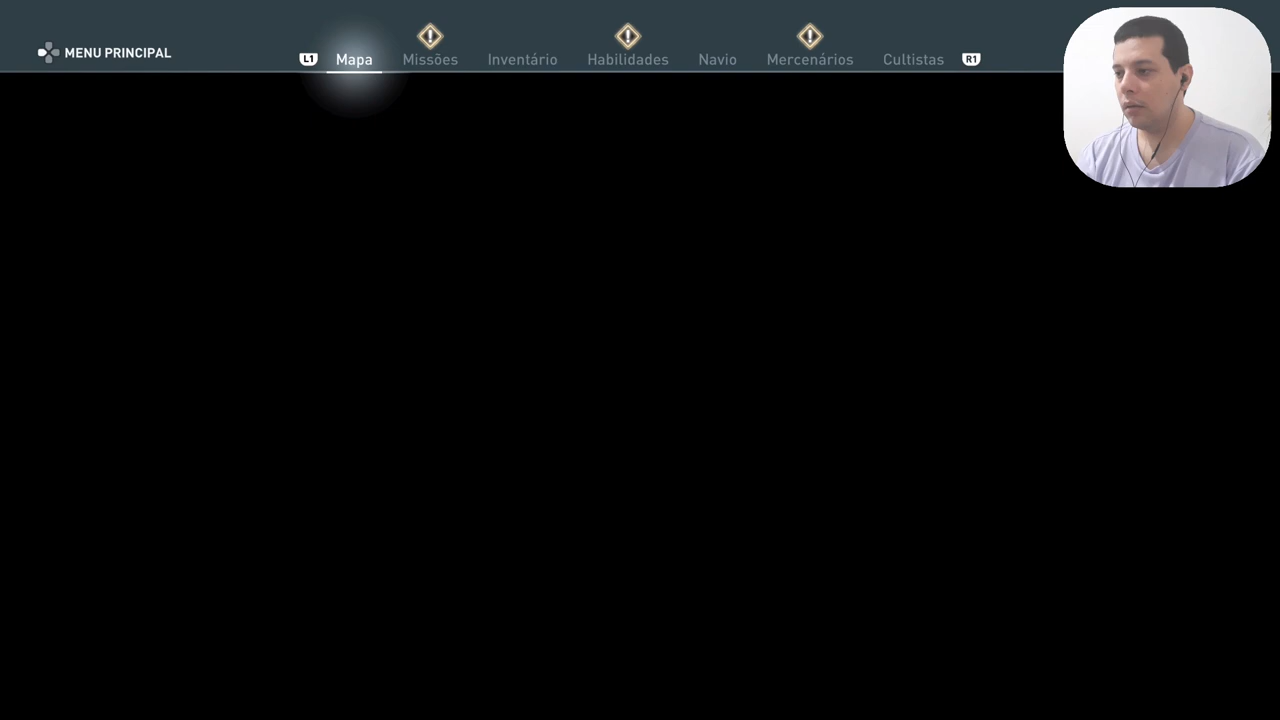 MENU PRINCIPAL
L1 Mapa Missões Inventário Habilidades Navio Mercenários Cultistas R1